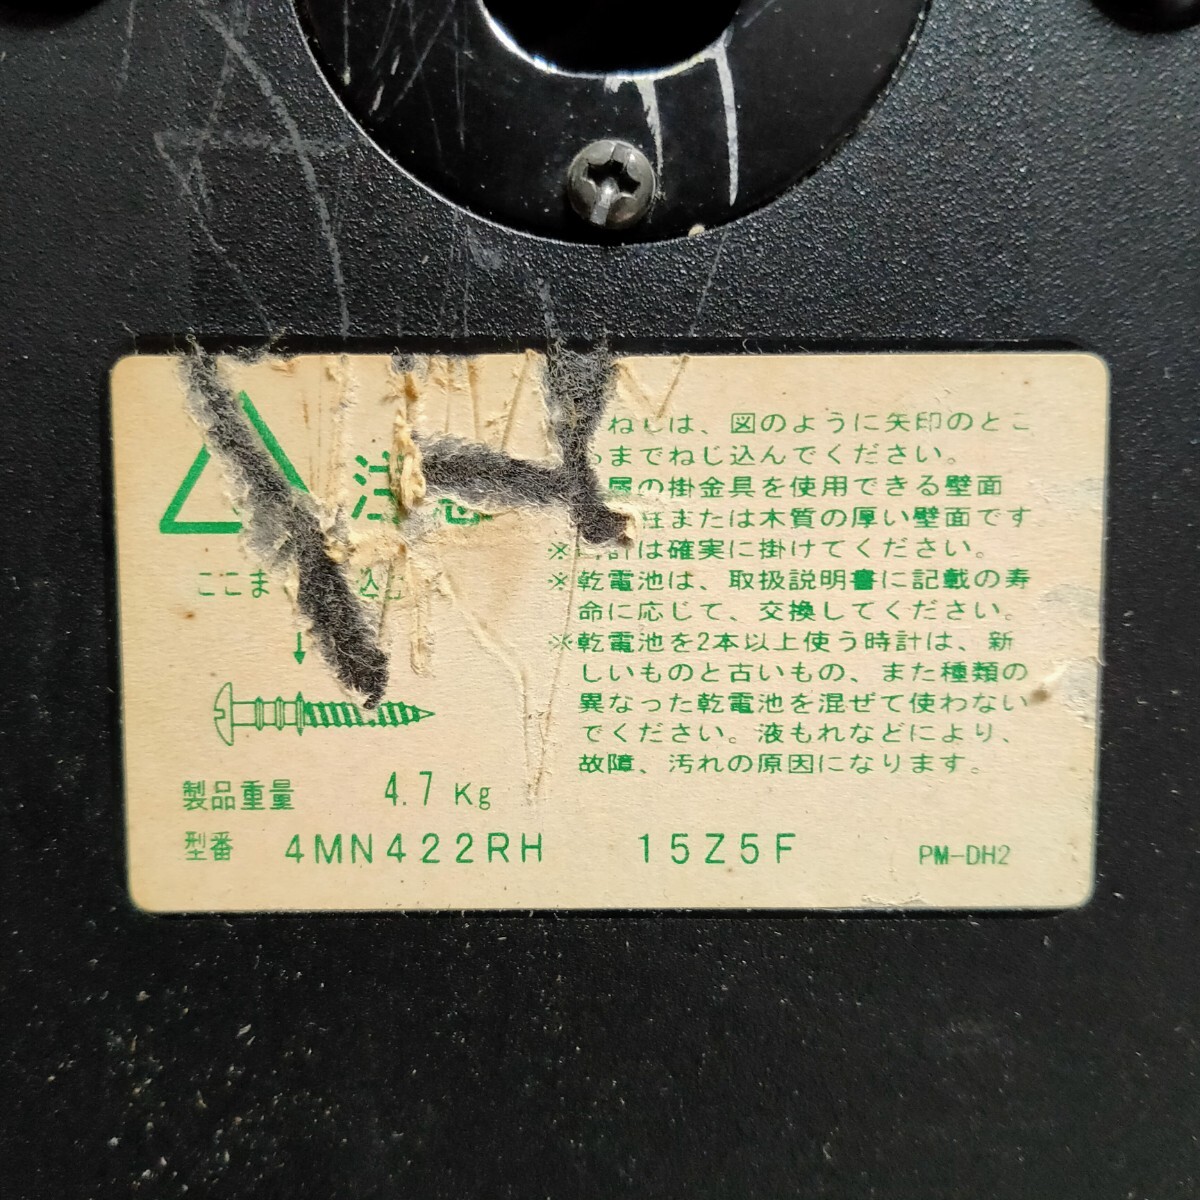 注意
ここま 込
ねじは、図のように矢印のとこ
までねじ込んでください。
の掛金具を使用できる壁面
または木質の厚い壁面です
※ 計は確実に掛けてください。
※乾電池は、取扱説明書に記載の寿
命に応じて、交換してください。
※乾電池を2本以上使う時計は、新
しいものと古いもの、また種類の
異なった乾電池を混ぜて使わない
でください。液もれなどにより、
故障、汚れの原因になります。
製品重量 4.7 Kg
型番 4MN422RH 15Z5F PM-DH2